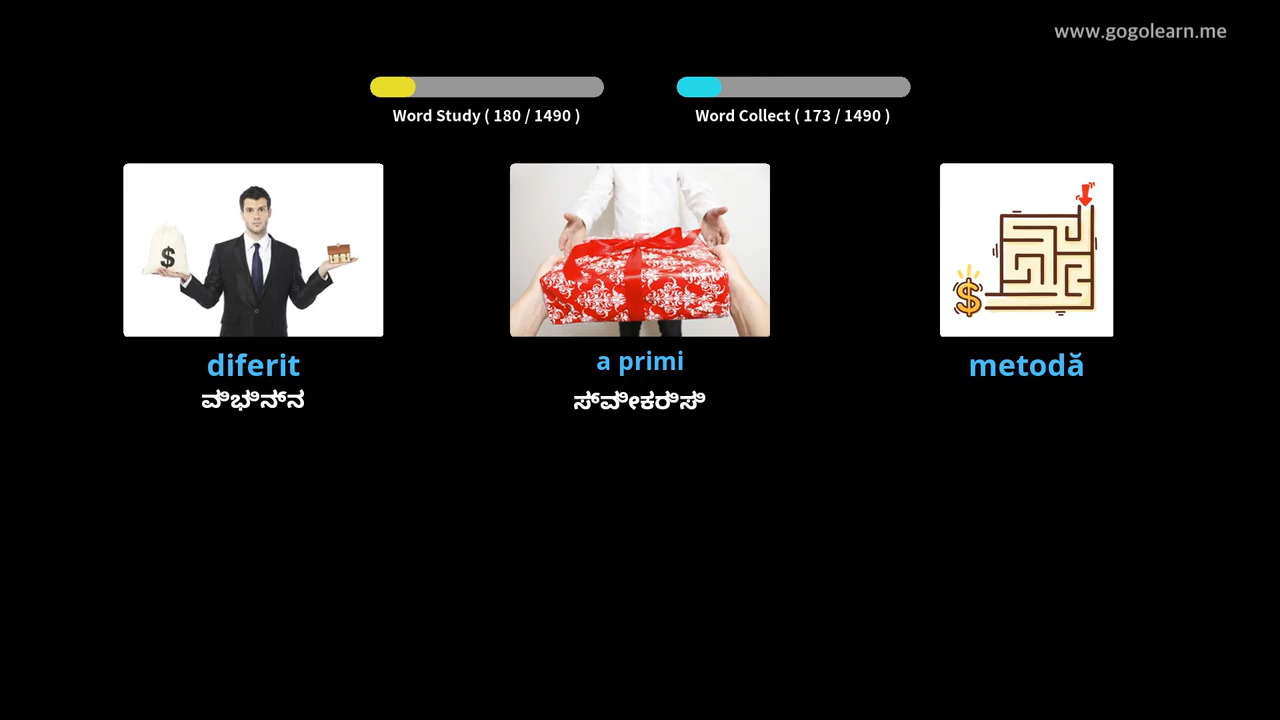 www.gogolearn.me
Word Study ( 180 / 1490 )
Word Collect ( 173 / 1490 )
$
$
diferit
a primi
metodă
ವಿಭಿನ್ನ
ಸ್ವೀಕರಿಸಿ